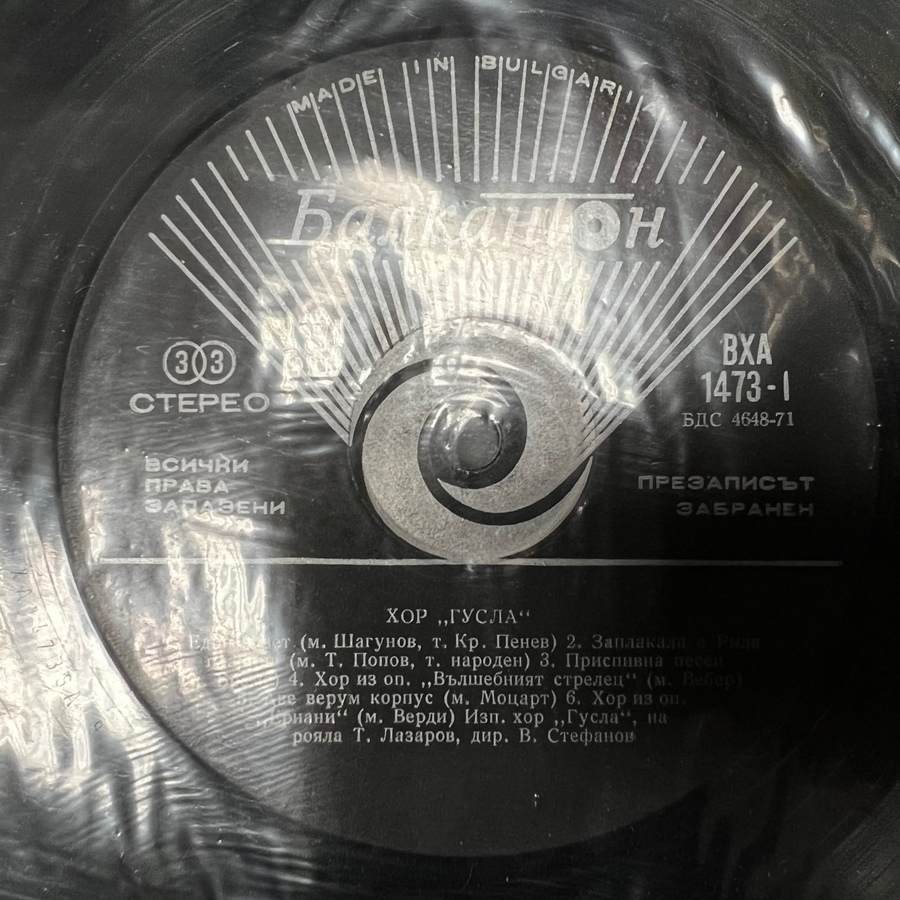 MADE IN BULGARIA
Балкантон
33
СТЕРЕО
ВХА
1473-I
БДС 4648-71
ВСИЧКИ
ПРАВА
ЗАПАЗЕНИ
ПРЕЗАПИСЪТ
ЗАБРАНЕН
ХОР „ГУСЛА“
(м. Шагунов, т. Кр. Пенев) 2. Заплакала
(м. Т. Попов, т. народен) 3. Приспивна песен
4. Хор из оп. „Вълшебният стрелец“ (м. Вебер)
верум корпус (м. Моцарт) 6. Хор из оп.
(м. Верди) Изп. хор „Гусла“, на
рояла Т. Лазаров, дир. В. Стефанов